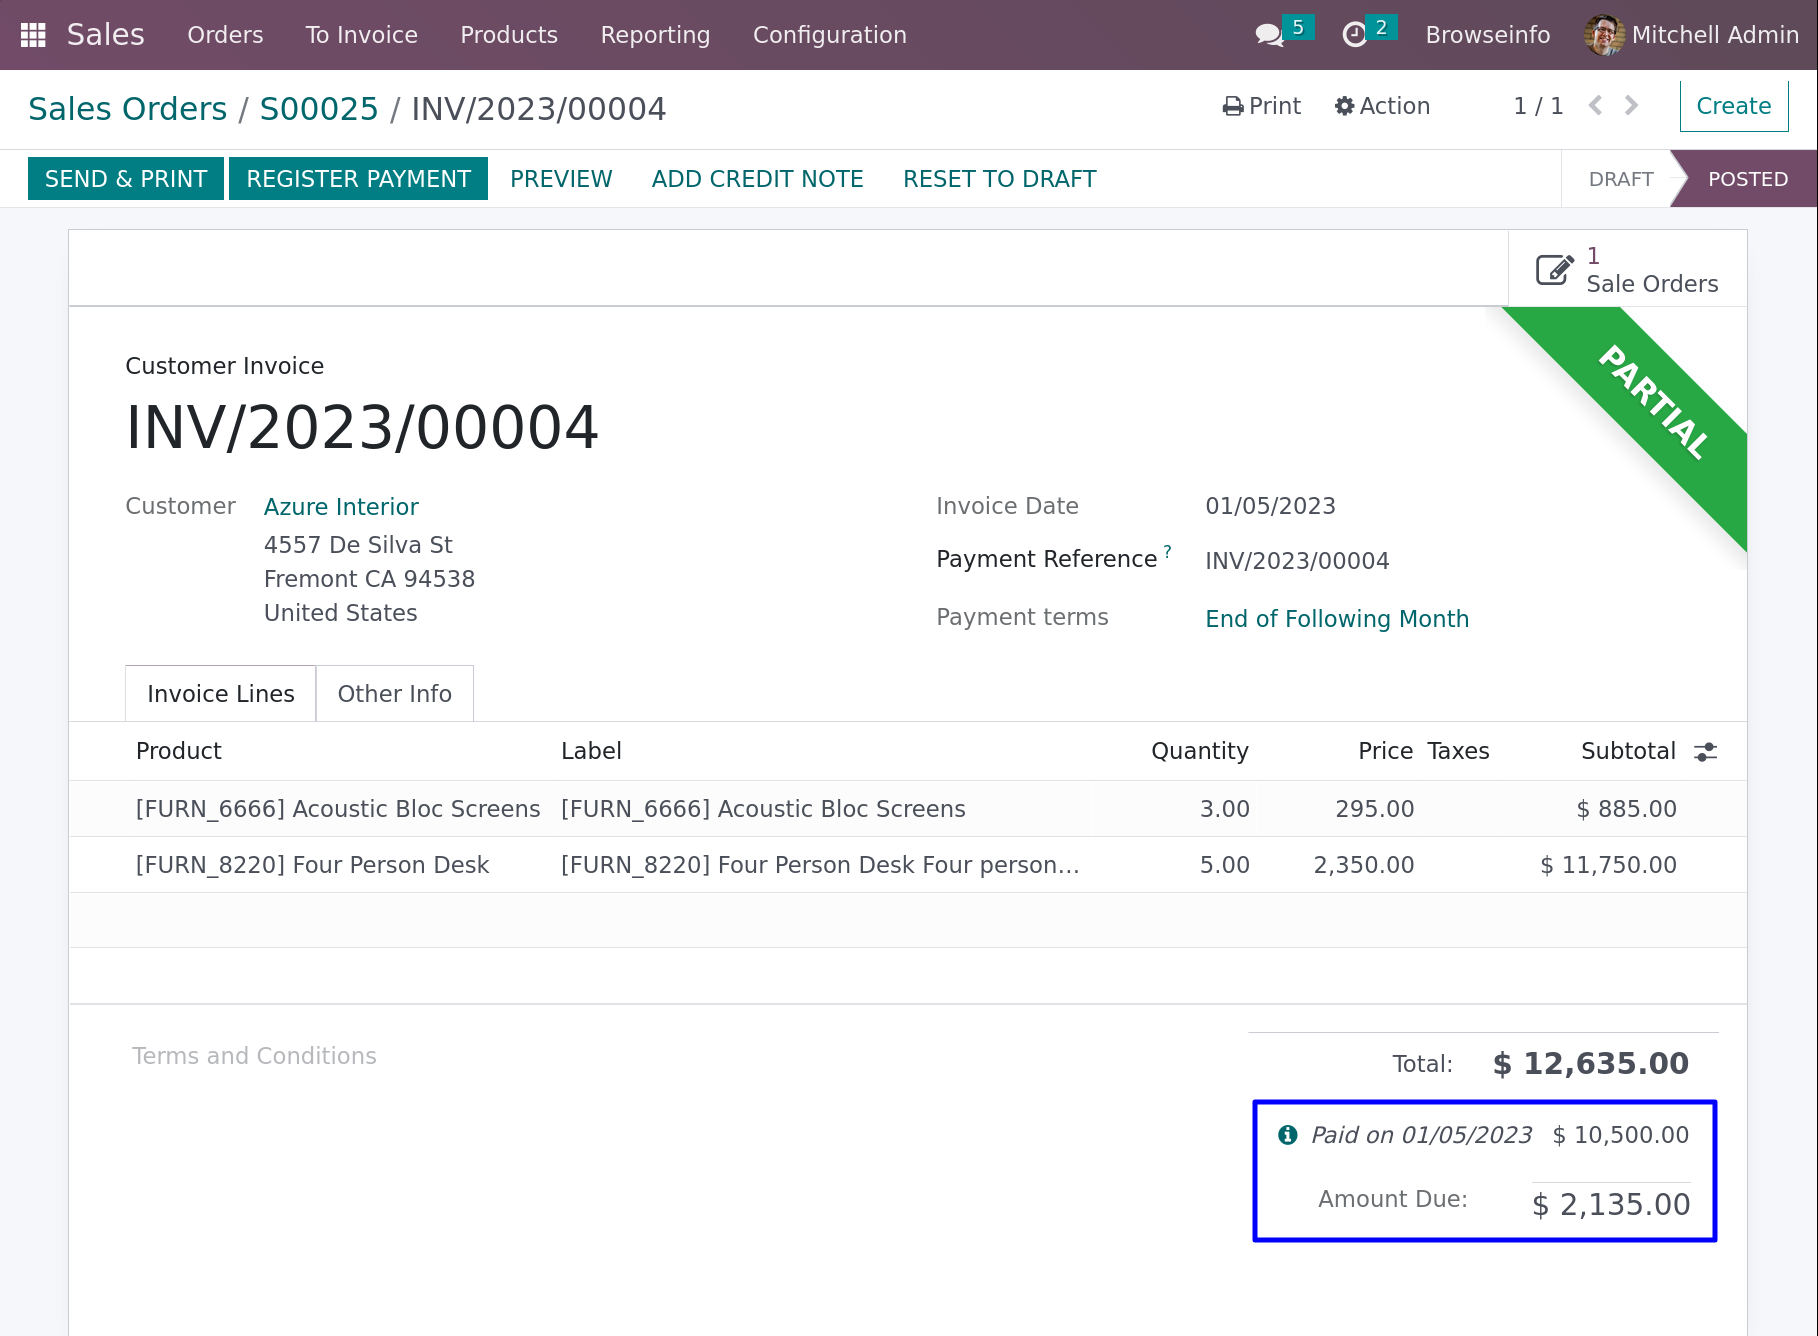 Sales Orders To Invoice Products Reporting Configuration 5 2 Browseinfo Mitchell Admin
Sales Orders / S00025 / INV/2023/00004 Print Action 1 / 1 Create
SEND & PRINT REGISTER PAYMENT PREVIEW ADD CREDIT NOTE RESET TO DRAFT DRAFT POSTED
1
Sale Orders
PARTIAL
Customer Invoice
INV/2023/00004
Customer Azure Interior Invoice Date 01/05/2023
4557 De Silva St
Fremont CA 94538
United States
Payment Reference ? INV/2023/00004
Payment terms End of Following Month
Invoice Lines Other Info
Product Label Quantity Price Taxes Subtotal
[FURN_6666] Acoustic Bloc Screens [FURN_6666] Acoustic Bloc Screens 3.00 295.00 $ 885.00
[FURN_8220] Four Person Desk [FURN_8220] Four Person Desk Four person... 5.00 2,350.00 $ 11,750.00
Terms and Conditions
Total: $ 12,635.00
Paid on 01/05/2023 $ 10,500.00
Amount Due: $ 2,135.00